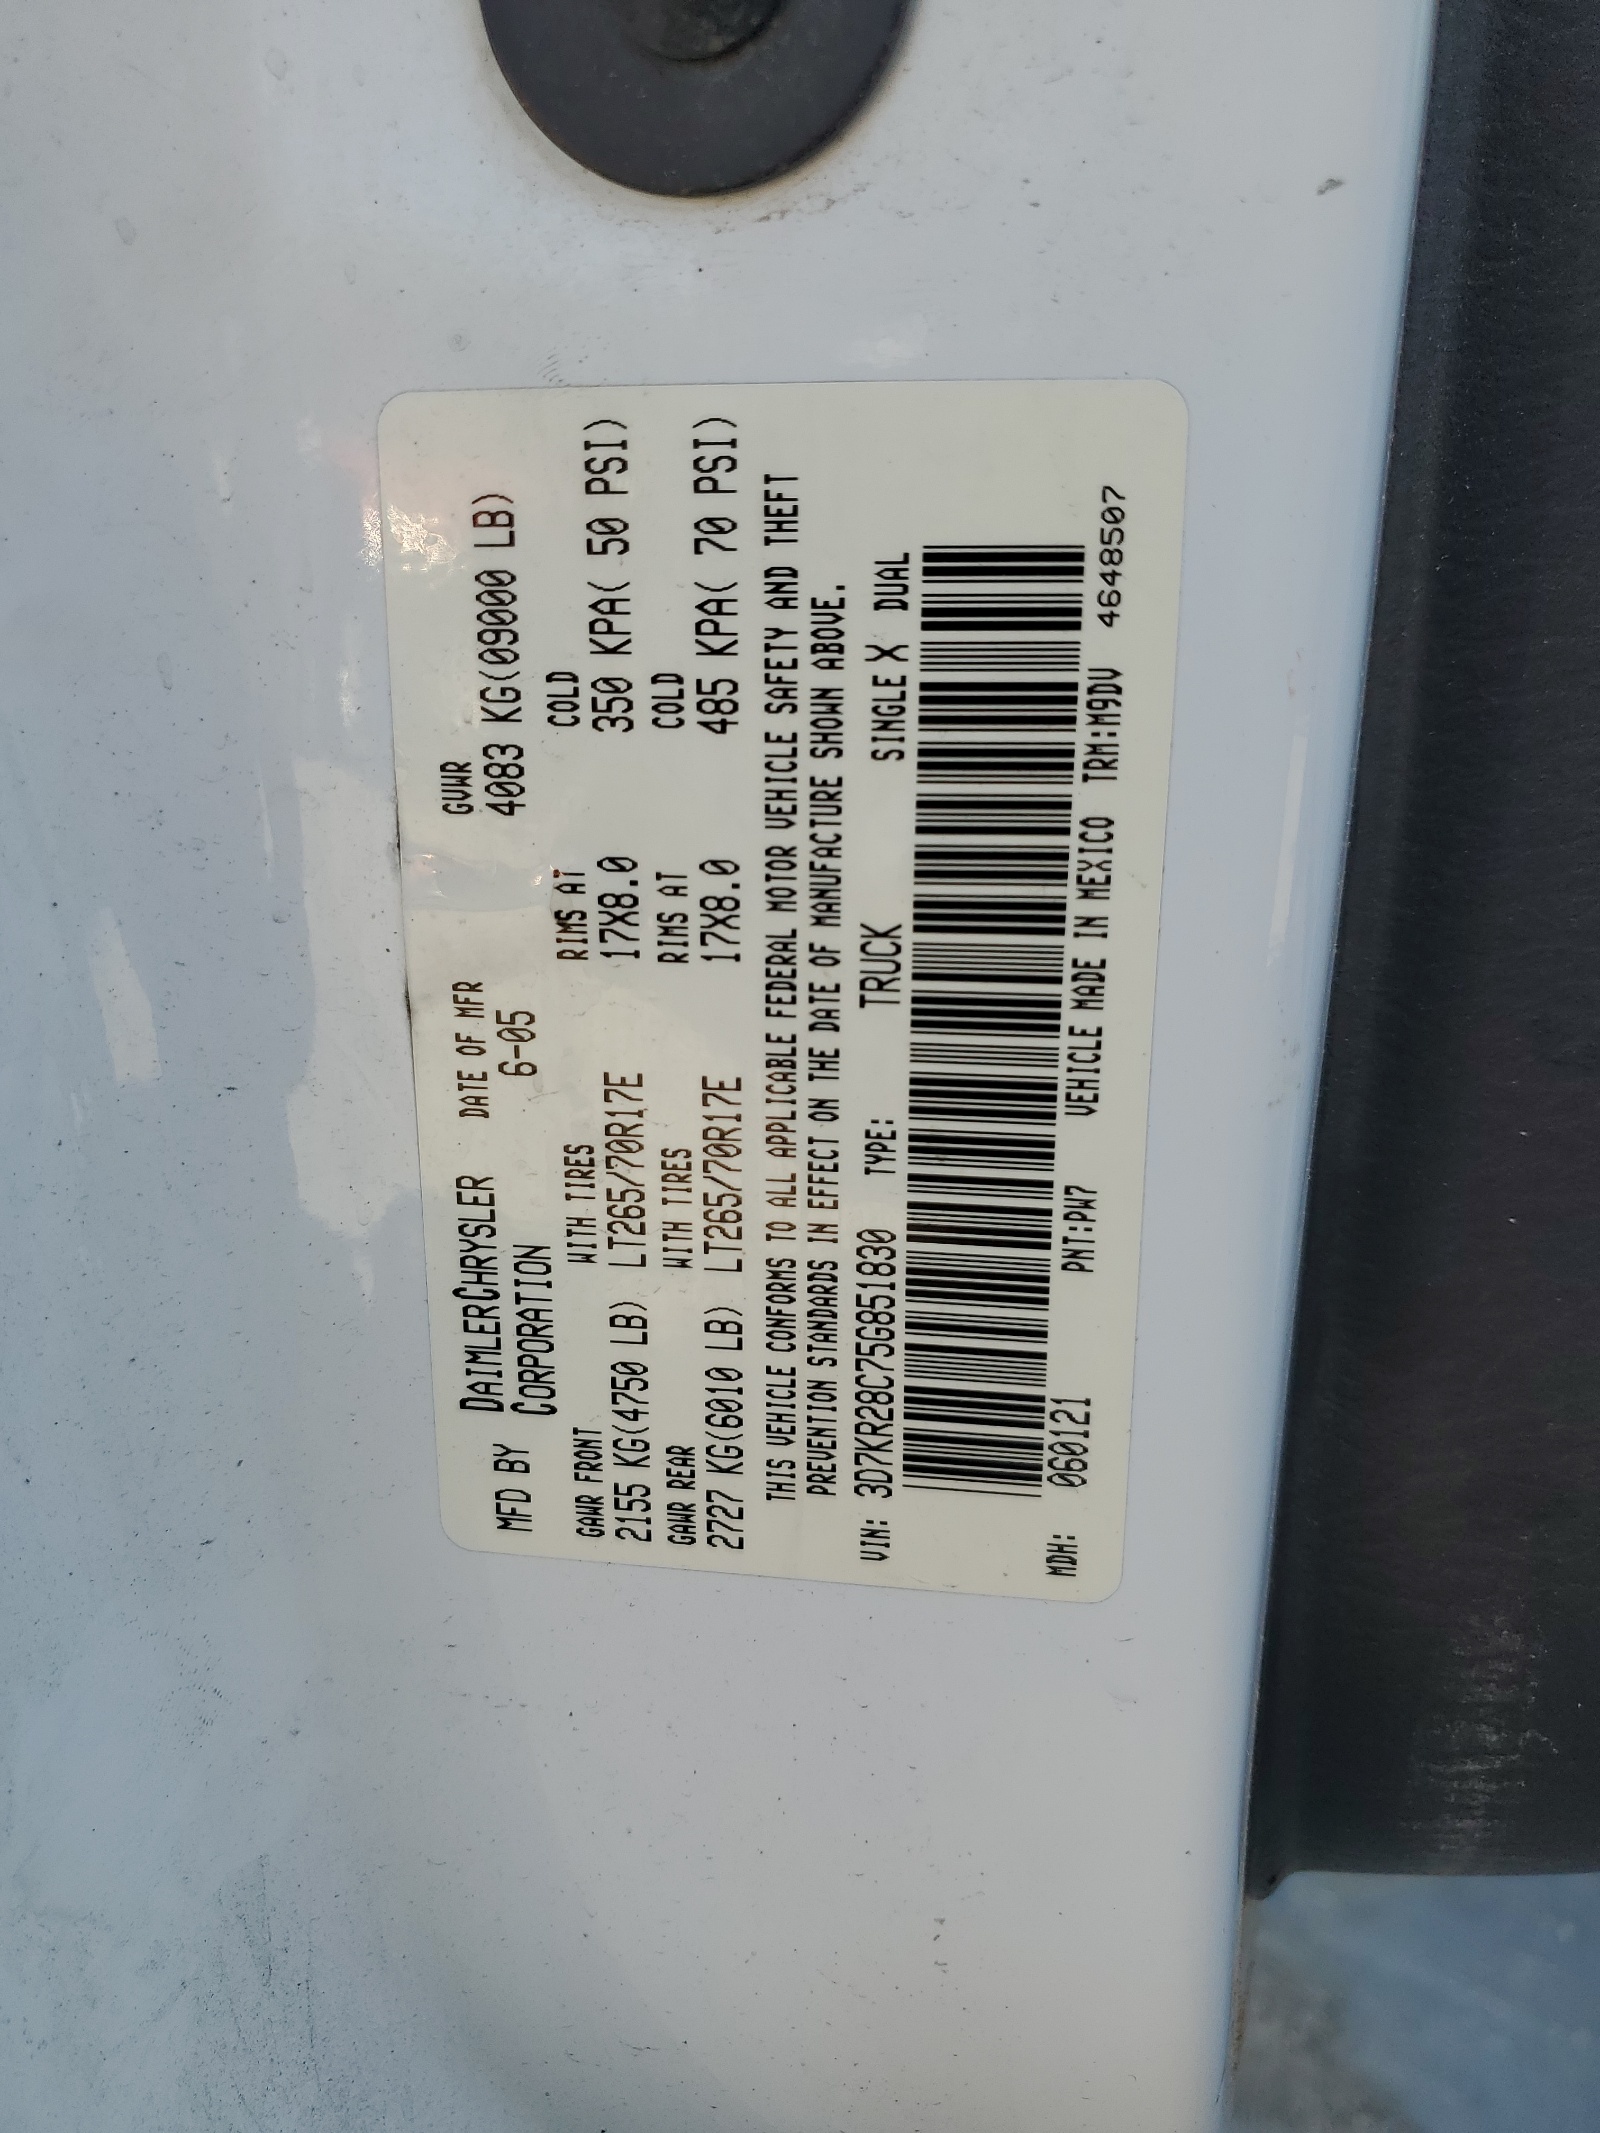 MFD BY DAIMLERCHRYSLER CORPORATION DATE OF MFR 6-05 GVWR 4083 KG(09000 LB)
GAWR FRONT WITH TIRES RIMS AT COLD
2155 KG(4750 LB) LT265/70R17E 17X8.0 350 KPA( 50 PSI)
GAWR REAR WITH TIRES RIMS AT COLD
2727 KG(6010 LB) LT265/70R17E 17X8.0 485 KPA( 70 PSI)
THIS VEHICLE CONFORMS TO ALL APPLICABLE FEDERAL MOTOR VEHICLE SAFETY AND THEFT
PREVENTION STANDARDS IN EFFECT ON THE DATE OF MANUFACTURE SHOWN ABOVE.
VIN: 3D7KR28C75G851830 TYPE: TRUCK SINGLE X DUAL
MDH: 060121 PNT:PW7 VEHICLE MADE IN MEXICO TRM:M9DV 4648507